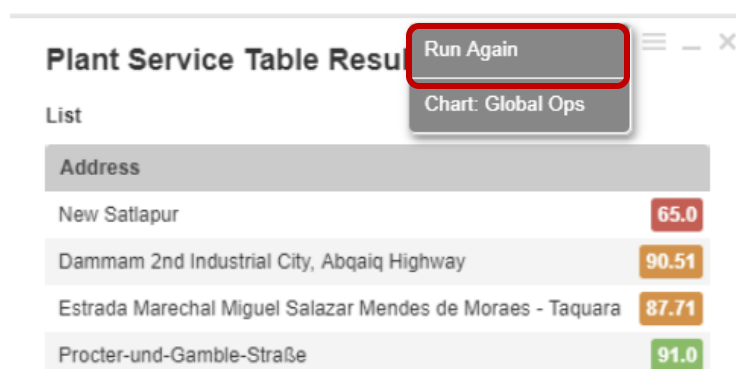 Plant Service Table Resul
Run Again
Chart: Global Ops
List
Address
New Satlapur 65.0
Dammam 2nd Industrial City, Abqaiq Highway 90.51
Estrada Marechal Miguel Salazar Mendes de Moraes - Taquara 87.71
Procter-und-Gamble-Straße 91.0